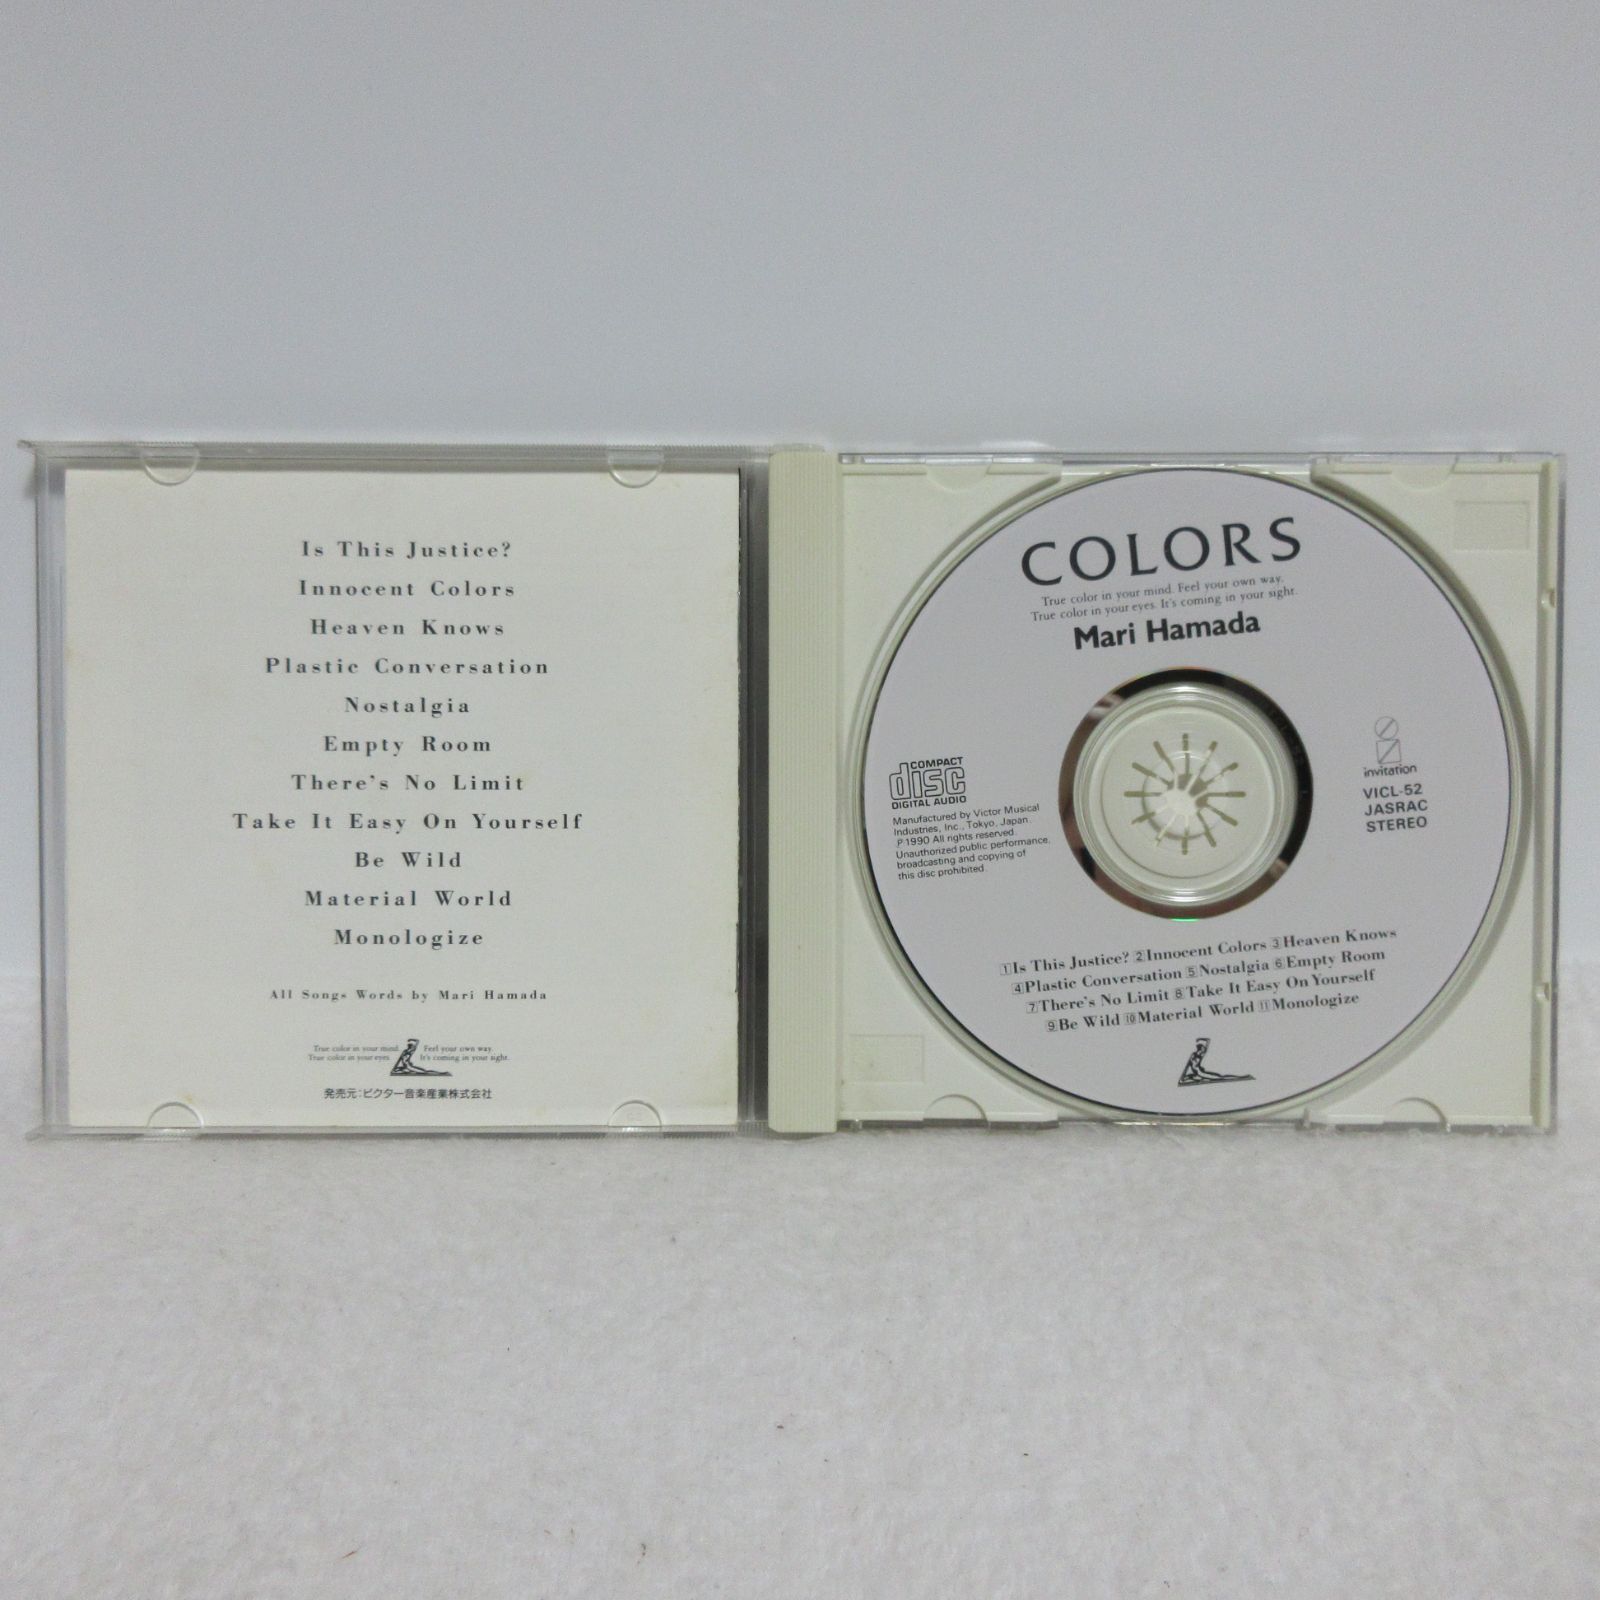 Is This Justice?
Innocent Colors
Heaven Knows
Plastic Conversation
Nostalgia
Empty Room
There's No Limit
Take It Easy On Yourself
Be Wild
Material World
Monologize
All Songs Words by Mari Hamada
True color in your mind. Feel your own way.
True color in your eyes. It's coming in your sight.
発売元:ビクター音楽産業株式会社
COLORS
True color in your mind. Feel your own way.
True color in your eyes. It's coming in your sight.
Mari Hamada
COMPACT
disc
DIGITAL AUDIO
Manufactured by Victor Musical
Industries, Inc., Tokyo, Japan.
℗1990 All rights reserved.
Unauthorized public performance,
broadcasting and copying of
this disc prohibited.
invitation
VICL-52
JASRAC
STEREO
1 Is This Justice? 2 Innocent Colors 3 Heaven Knows
4 Plastic Conversation 5 Nostalgia 6 Empty Room
7 There's No Limit 8 Take It Easy On Yourself
9 Be Wild 10 Material World 11 Monologize